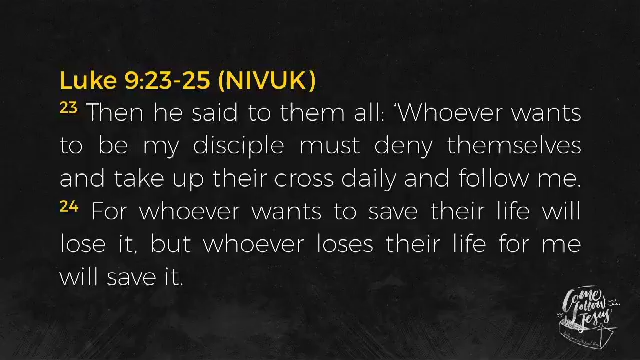 Luke 9:23-25 (NIVUK)
23 Then he said to them all: ‘Whoever wants
to be my disciple must deny themselves
and take up their cross daily and follow me.
24 For whoever wants to save their life will
lose it, but whoever loses their life for me
will save it.
Come
follow
Jesus